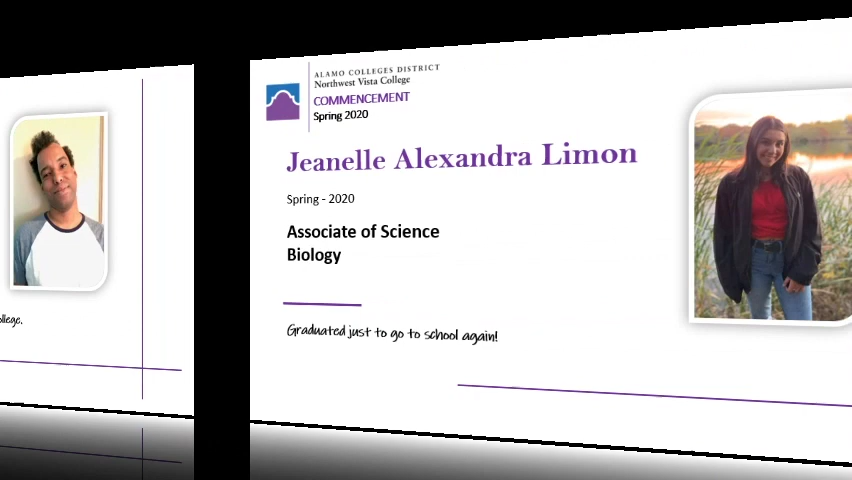 ALAMO COLLEGES DISTRICT
Northwest Vista College
COMMENCEMENT
Spring 2020
Jeanelle Alexandra Limon
Spring - 2020
Associate of Science
Biology
Graduated just to go to school again!